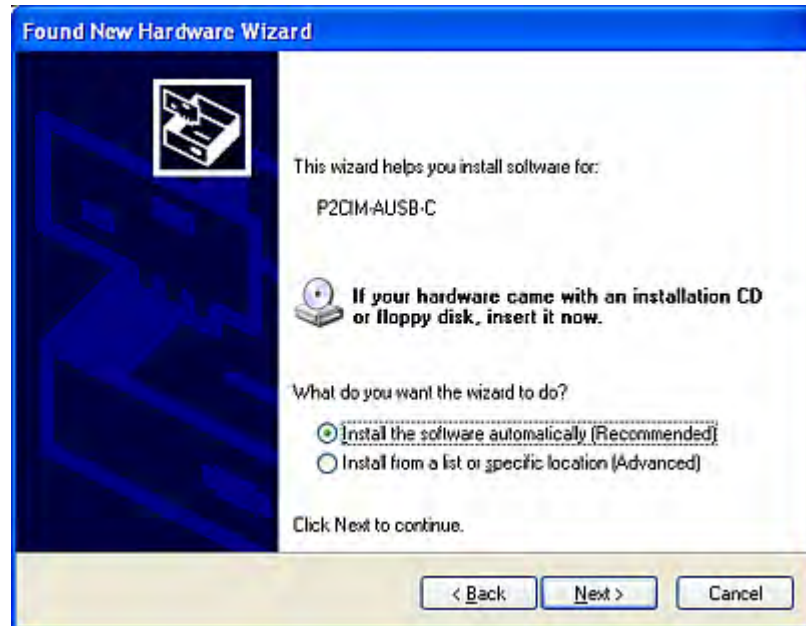 Found New Hardware Wizard
This wizard helps you install software for:
P2CIM-AUSB-C
If your hardware came with an installation CD
or floppy disk, insert it now.
What do you want the wizard to do?
Install the software automatically (Recommended)
Install from a list or specific location (Advanced)
Click Next to continue.
< Back Next > Cancel